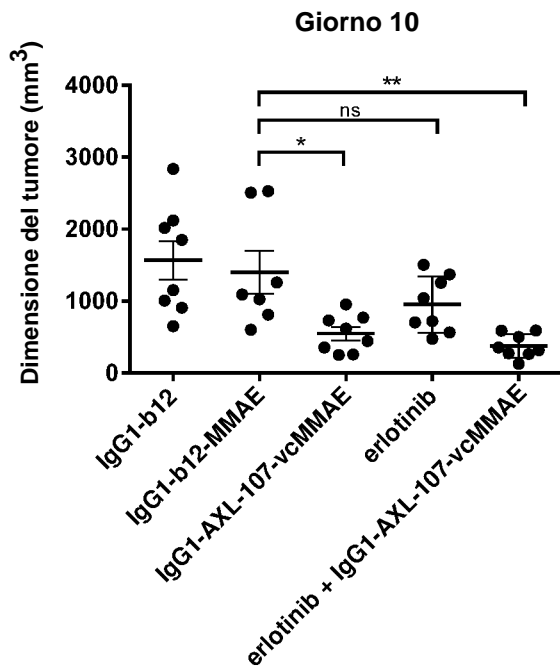 Giorno 10
Dimensione del tumore (mm³)
4000
3000
2000
1000
0
**
ns
*
IgG1-b12
IgG1-b12-MMAE
IgG1-AXL-107-vcMMAE
erlotinib
erlotinib + IgG1-AXL-107-vcMMAE